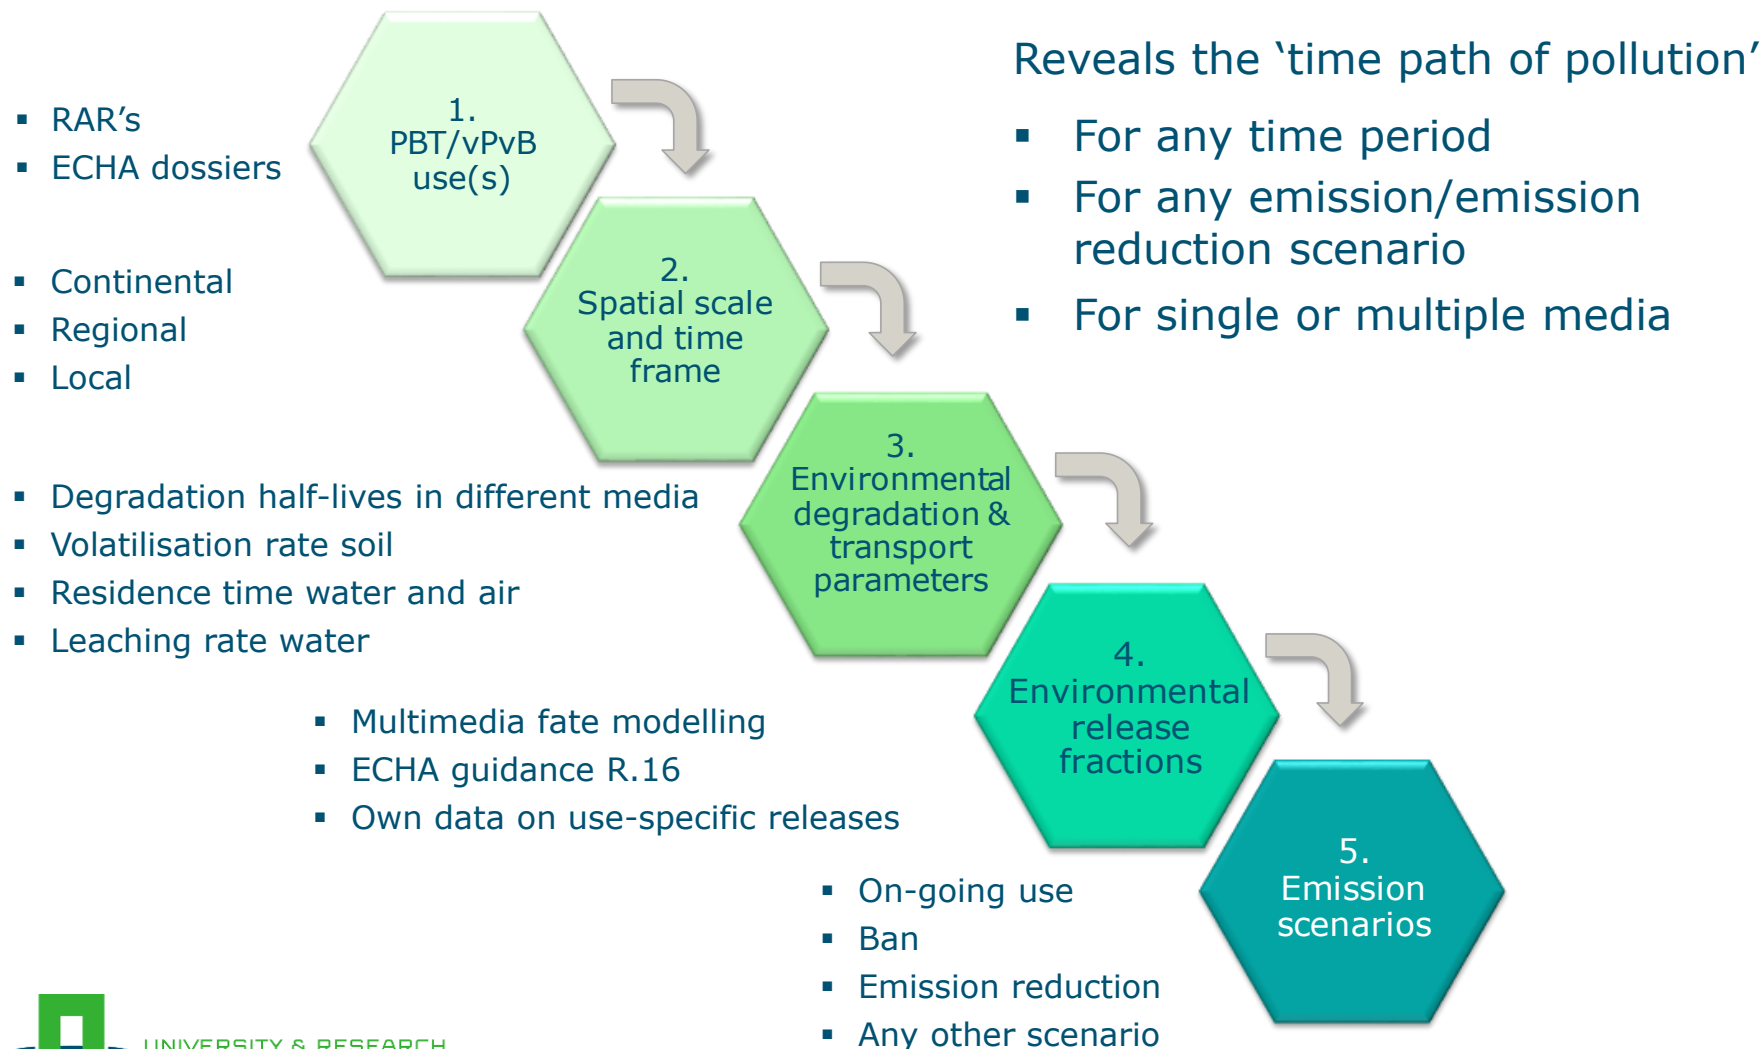 Reveals the ‘time path of pollution’
▪ For any time period
▪ For any emission/emission
reduction scenario
▪ For single or multiple media
1.
PBT/vPvB
use(s)
▪ RAR’s
▪ ECHA dossiers
2.
Spatial scale
and time
frame
▪ Continental
▪ Regional
▪ Local
3.
Environmental
degradation &
transport
parameters
▪ Degradation half-lives in different media
▪ Volatilisation rate soil
▪ Residence time water and air
▪ Leaching rate water
4.
Environmental
release
fractions
▪ Multimedia fate modelling
▪ ECHA guidance R.16
▪ Own data on use-specific releases
5.
Emission
scenarios
▪ On-going use
▪ Ban
▪ Emission reduction
▪ Any other scenario
UNIVERSITY & RESEARCH